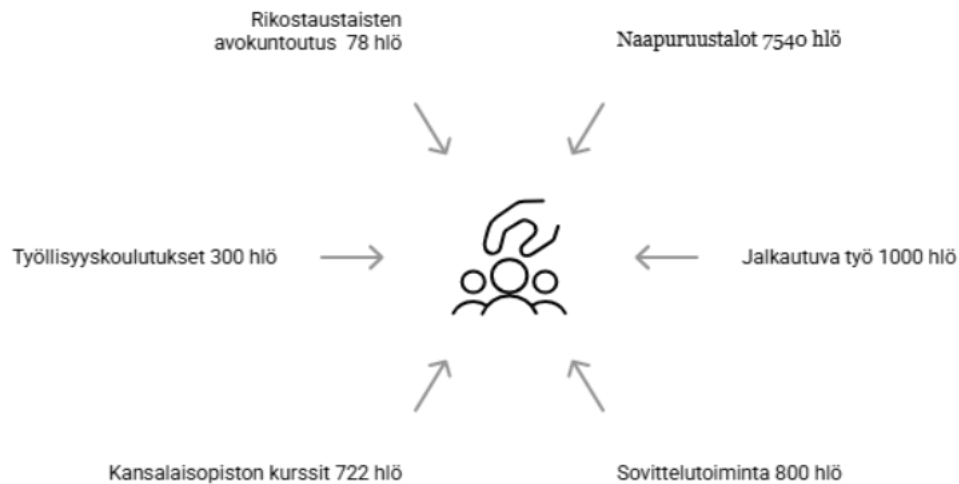 Rikostaustaisten
avokuntoutus 78 hlö
Naapuruustalot 7540 hlö
Työllisyyskoulutukset 300 hlö
Jalkautuva työ 1000 hlö
Kansalaisopiston kurssit 722 hlö
Sovittelutoiminta 800 hlö